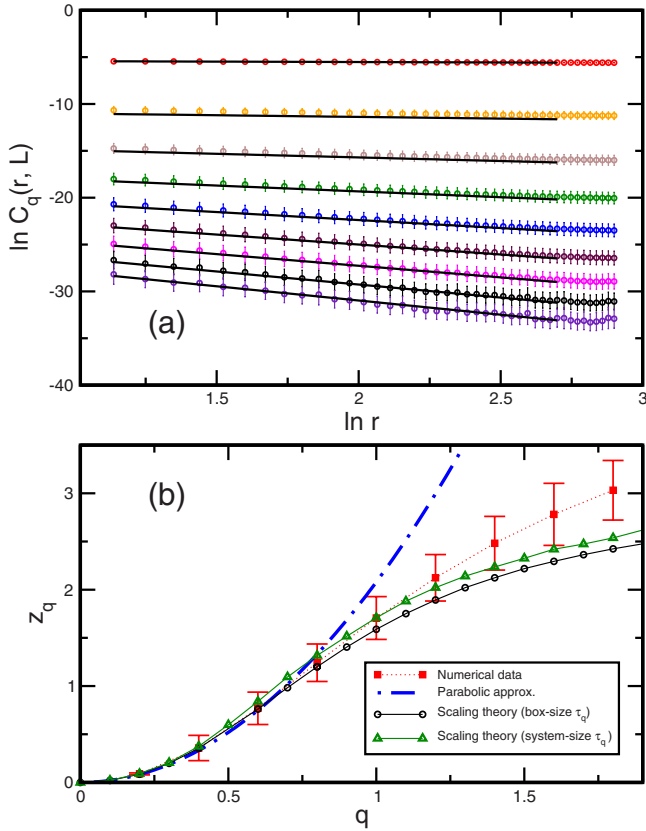 0
-10
-20
-30
-40
ln C_q(r, L)
(a)
1.5
2
2.5
3
ln r
3
2
1
0
z_q
(b)
Numerical data
Parabolic approx.
Scaling theory (box-size τ_q)
Scaling theory (system-size τ_q)
0
0.5
1
1.5
q